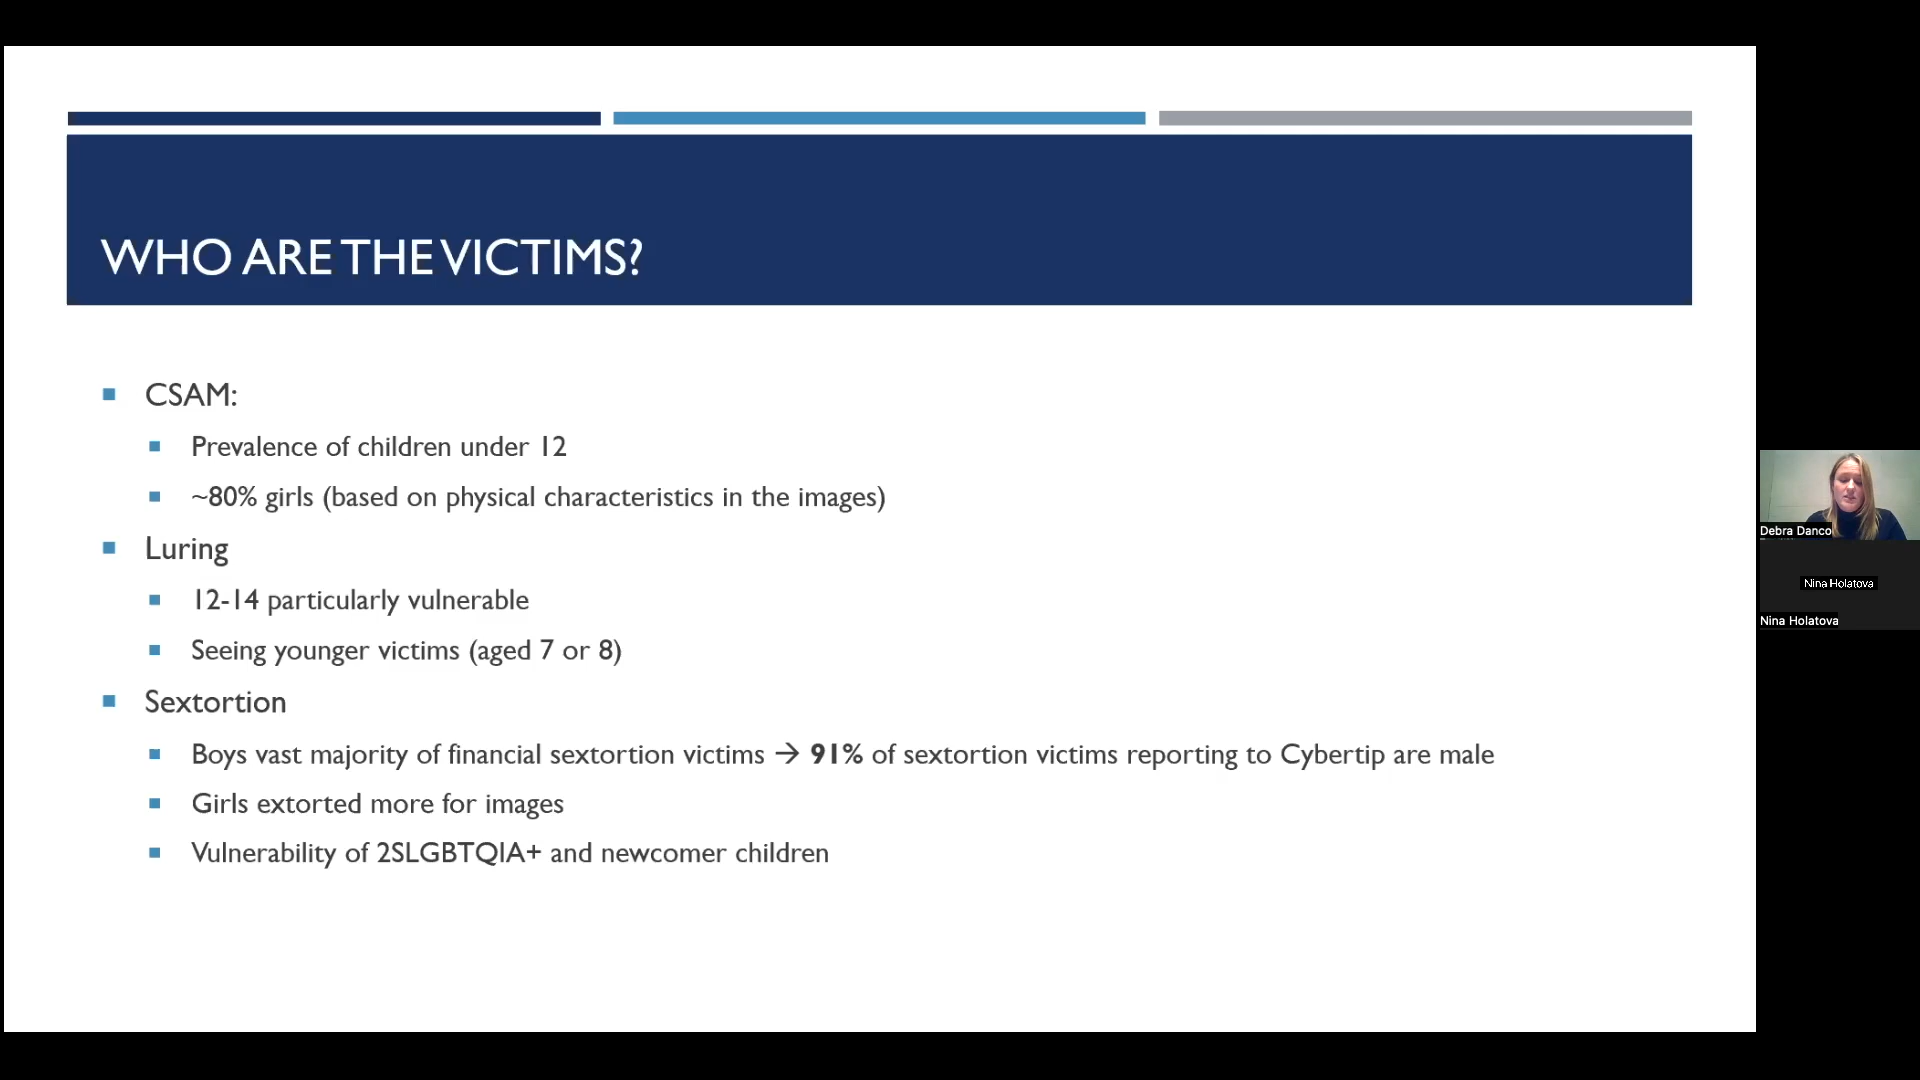 WHO ARE THE VICTIMS?
CSAM:
Prevalence of children under 12
~80% girls (based on physical characteristics in the images)
Luring
12-14 particularly vulnerable
Seeing younger victims (aged 7 or 8)
Sextortion
Boys vast majority of financial sextortion victims → 91% of sextortion victims reporting to Cybertip are male
Girls extorted more for images
Vulnerability of 2SLGBTQIA+ and newcomer children
Debra Danco
Nina Holatova
Nina Holatova